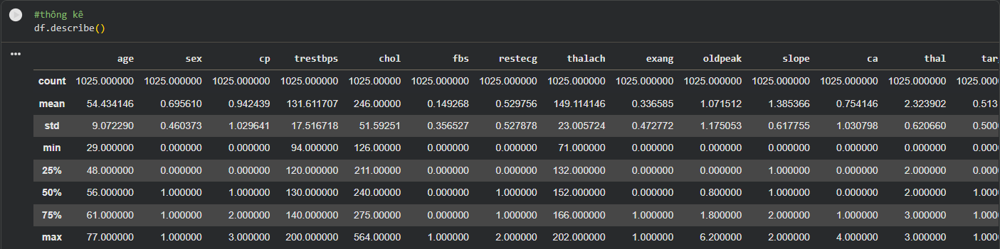 #thông kê
df.describe()
age sex cp trestbps chol fbs restecg thalach exang oldpeak slope ca thal tar
count 1025.000000 1025.000000 1025.000000 1025.000000 1025.00000 1025.000000 1025.000000 1025.000000 1025.000000 1025.000000 1025.000000 1025.000000 1025.000000 1025.000
mean 54.434146 0.695610 0.942439 131.611707 246.00000 0.149268 0.529756 149.114146 0.336585 1.071512 1.385366 0.754146 2.323902 0.513
std 9.072290 0.460373 1.029641 17.516718 51.59251 0.356527 0.527878 23.005724 0.472772 1.175053 0.617755 1.030798 0.620660 0.500
min 29.000000 0.000000 0.000000 94.000000 126.00000 0.000000 0.000000 71.000000 0.000000 0.000000 0.000000 0.000000 0.000000 0.000
25% 48.000000 0.000000 0.000000 120.000000 211.00000 0.000000 0.000000 132.000000 0.000000 0.000000 1.000000 0.000000 2.000000 0.000
50% 56.000000 1.000000 1.000000 130.000000 240.00000 0.000000 1.000000 152.000000 0.000000 0.800000 1.000000 0.000000 2.000000 1.000
75% 61.000000 1.000000 2.000000 140.000000 275.00000 0.000000 1.000000 166.000000 1.000000 1.800000 2.000000 1.000000 3.000000 1.000
max 77.000000 1.000000 3.000000 200.000000 564.00000 1.000000 2.000000 202.000000 1.000000 6.200000 2.000000 4.000000 3.000000 1.000